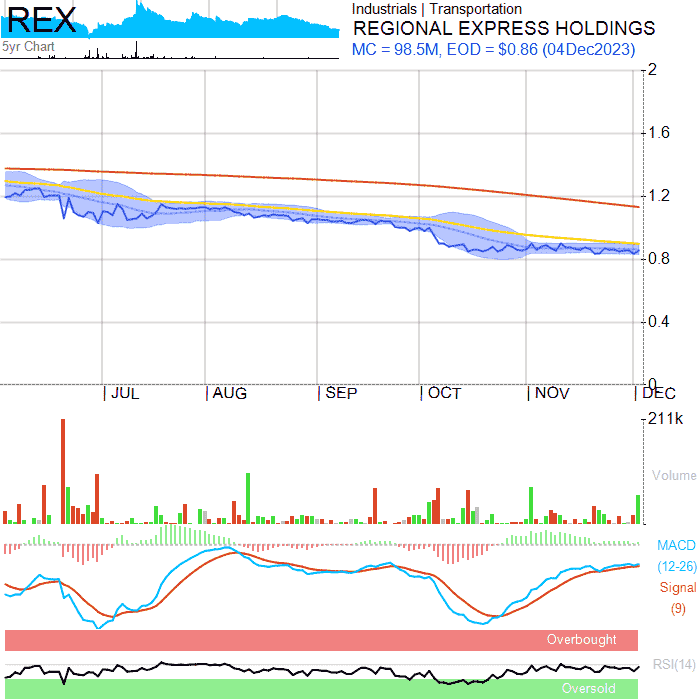 REX
5yr Chart
Industrials | Transportation
REGIONAL EXPRESS HOLDINGS
MC = 98.5M, EOD = $0.86 (04Dec2023)
2
1.6
1.2
0.8
0.4
0
JUL AUG SEP OCT NOV DEC
211k
Volume
MACD
(12-26)
Signal
(9)
Overbought
RSI(14)
Oversold